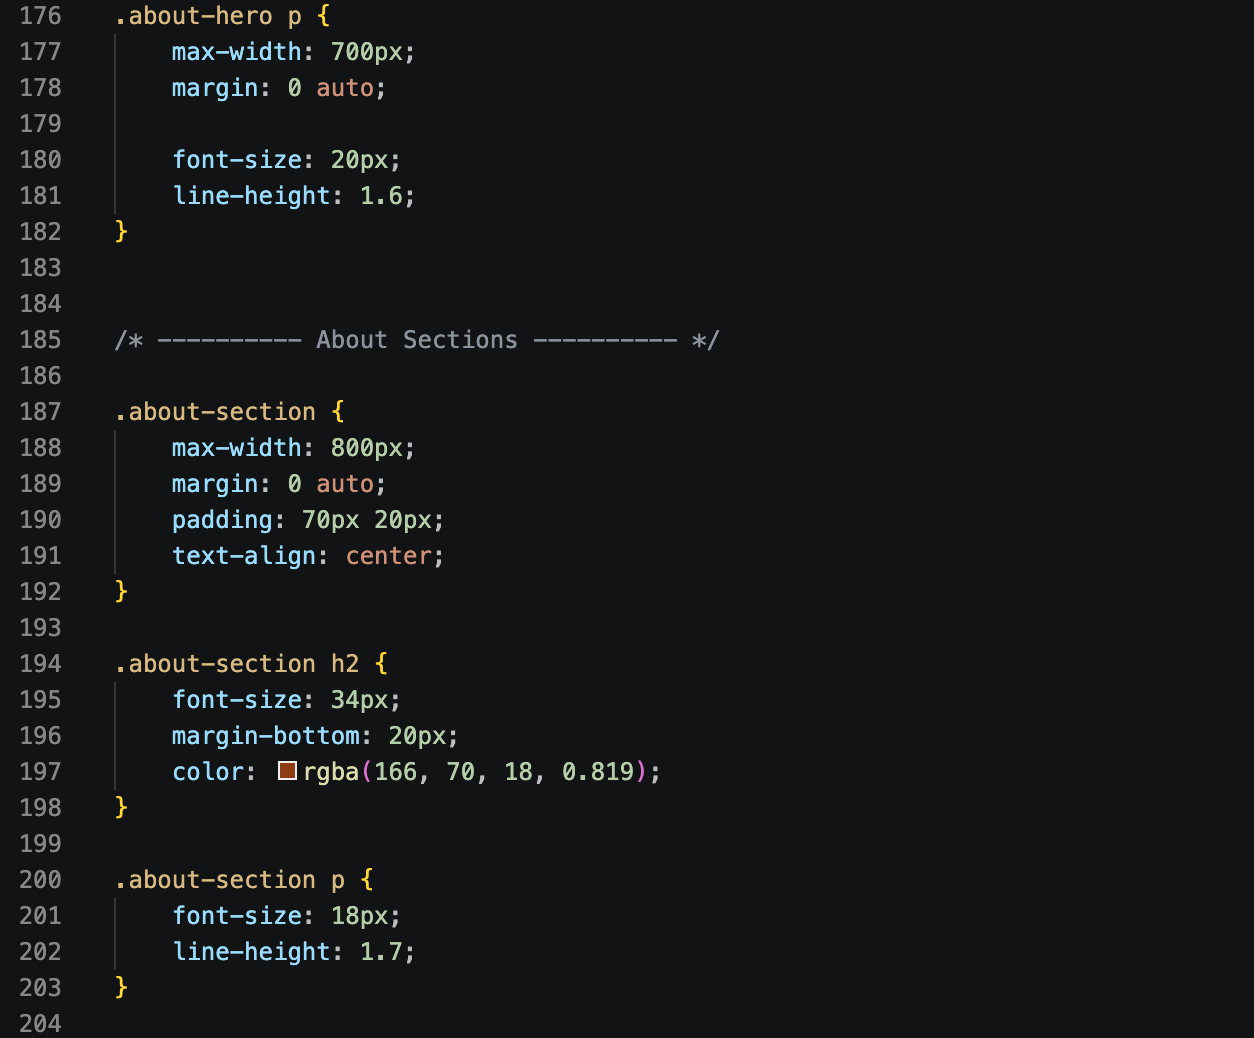 176 .about-hero p {
177 max-width: 700px;
178 margin: 0 auto;
179
180 font-size: 20px;
181 line-height: 1.6;
182 }
183
184
185 /* ---------- About Sections ---------- */
186
187 .about-section {
188 max-width: 800px;
189 margin: 0 auto;
190 padding: 70px 20px;
191 text-align: center;
192 }
193
194 .about-section h2 {
195 font-size: 34px;
196 margin-bottom: 20px;
197 color: rgba(166, 70, 18, 0.819);
198 }
199
200 .about-section p {
201 font-size: 18px;
202 line-height: 1.7;
203 }
204